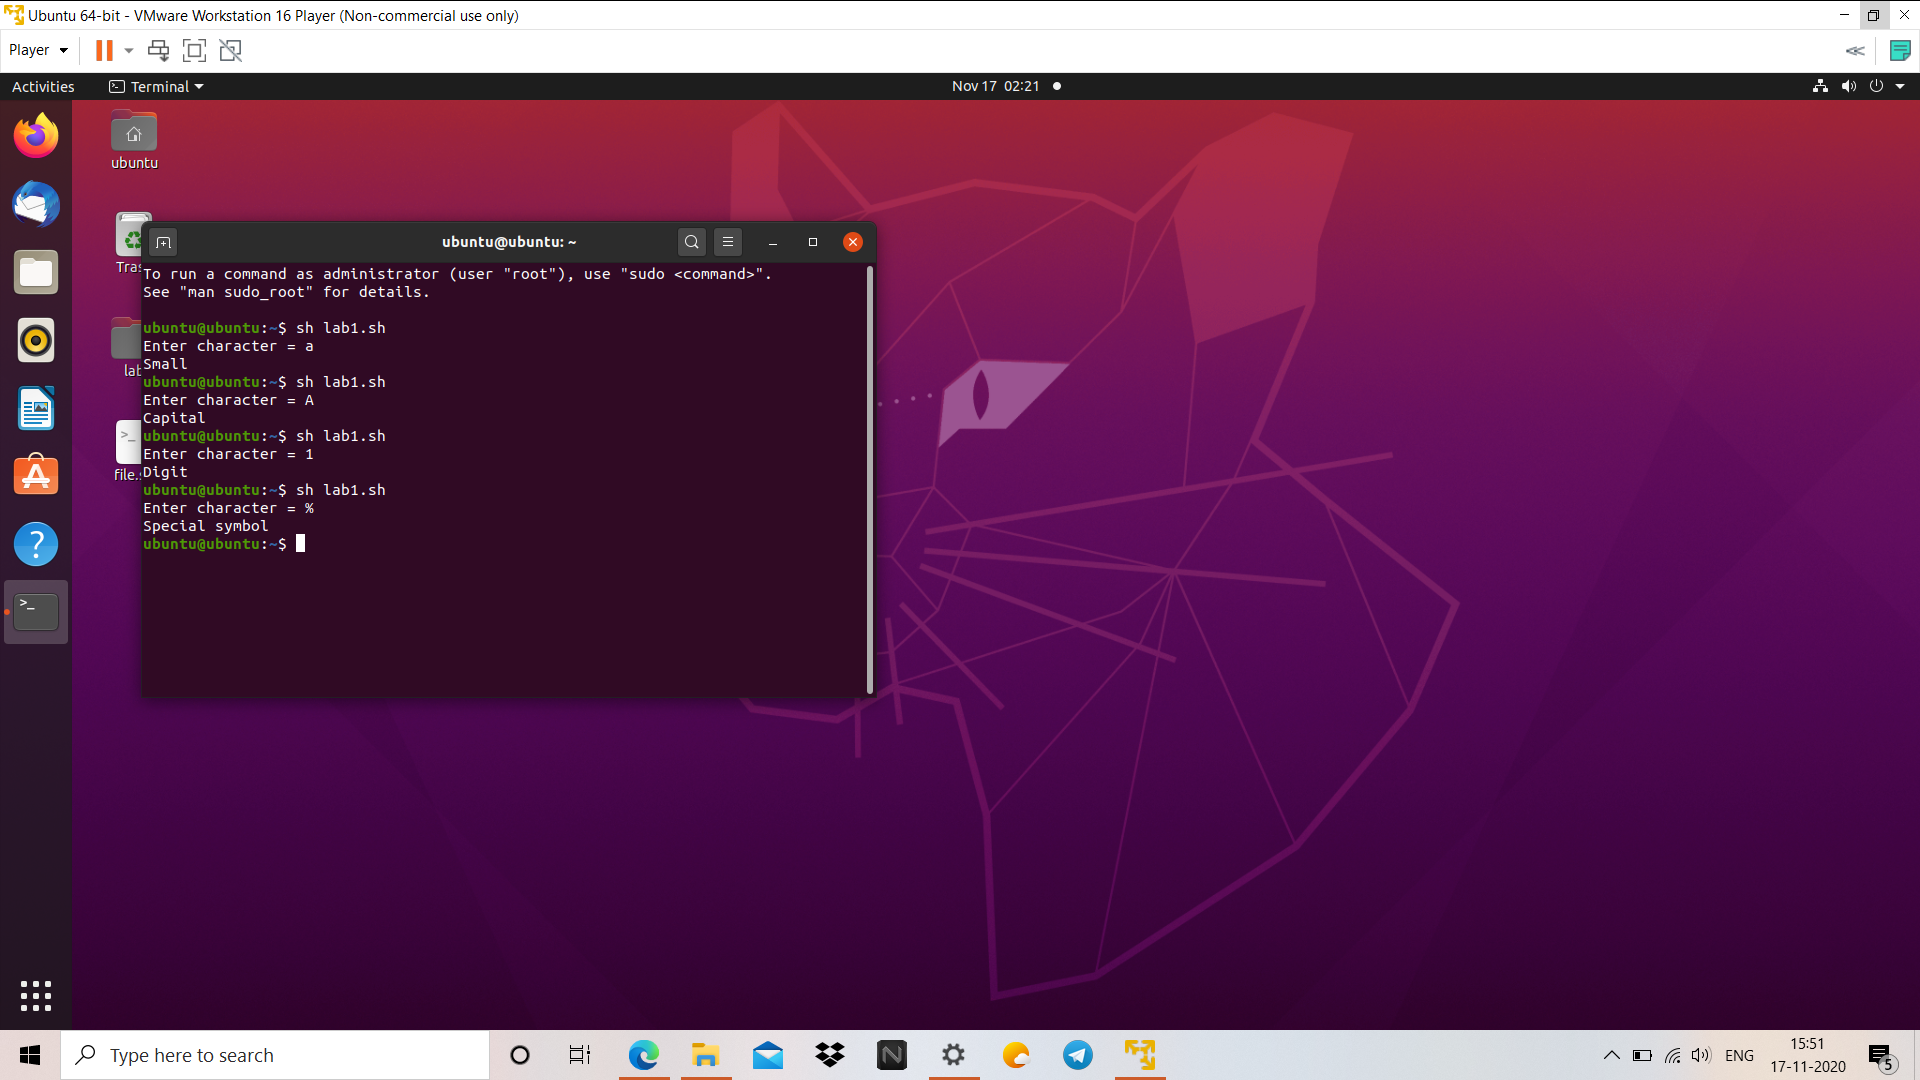 Ubuntu 64-bit - VMware Workstation 16 Player (Non-commercial use only)
Player
Activities
Terminal
Nov 17 02:21
ubuntu
Tras
lab
file.
ubuntu@ubuntu: ~
To run a command as administrator (user "root"), use "sudo <command>".
See "man sudo_root" for details.
ubuntu@ubuntu:~$ sh lab1.sh
Enter character = a
Small
ubuntu@ubuntu:~$ sh lab1.sh
Enter character = A
Capital
ubuntu@ubuntu:~$ sh lab1.sh
Enter character = 1
Digit
ubuntu@ubuntu:~$ sh lab1.sh
Enter character = %
Special symbol
ubuntu@ubuntu:~$
Type here to search
ENG
15:51
17-11-2020
5